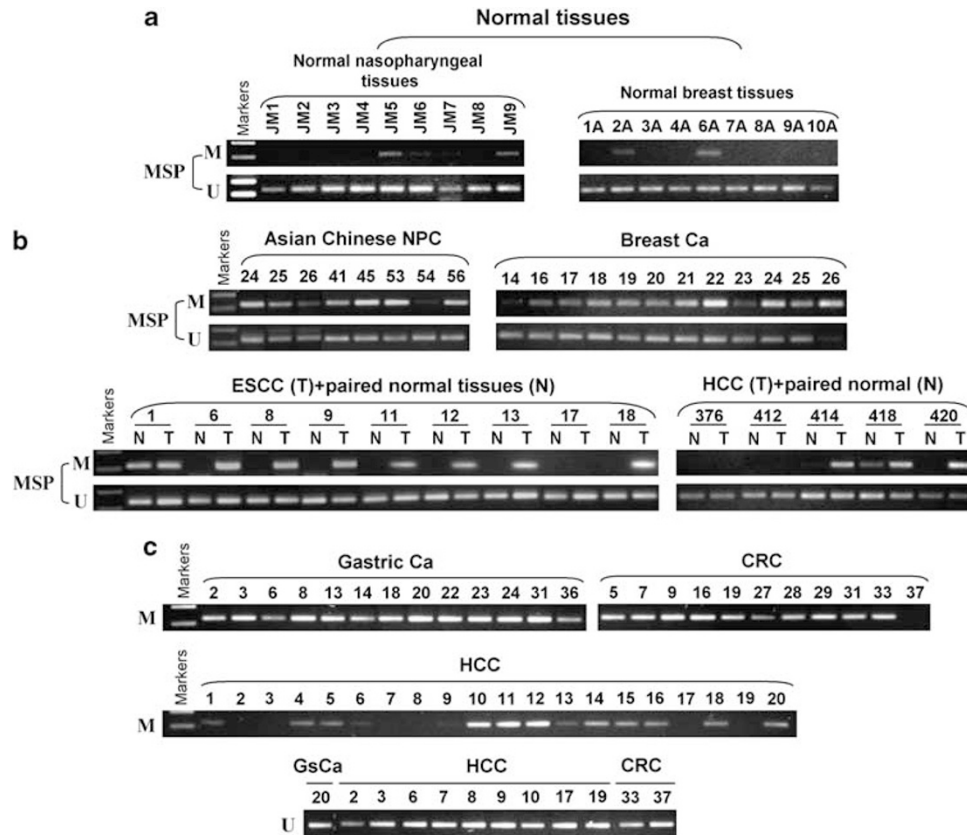 a
Normal tissues
Normal nasopharyngeal
tissues
Normal breast tissues
Markers JM1 JM2 JM3 JM4 JM5 JM6 JM7 JM8 JM9
1A 2A 3A 4A 6A 7A 8A 9A 10A
M
MSP
U
b
Asian Chinese NPC
Breast Ca
Markers
24 25 26 41 45 53 54 56
14 16 17 18 19 20 21 22 23 24 25 26
M
MSP
U
ESCC (T)+paired normal tissues (N)
HCC (T)+paired normal (N)
Markers
1 6 8 9 11 12 13 17 18
376 412 414 418 420
N T N T N T N T N T N T N T N T N T
N T N T N T N T N T
M
MSP
U
c
Gastric Ca
CRC
Markers
2 3 6 8 13 14 18 20 22 23 24 31 36
5 7 9 16 19 27 28 29 31 33 37
M
HCC
Markers
1 2 3 4 5 6 7 8 9 10 11 12 13 14 15 16 17 18 19 20
M
GsCa HCC CRC
20 2 3 6 7 8 9 10 17 19 33 37
U